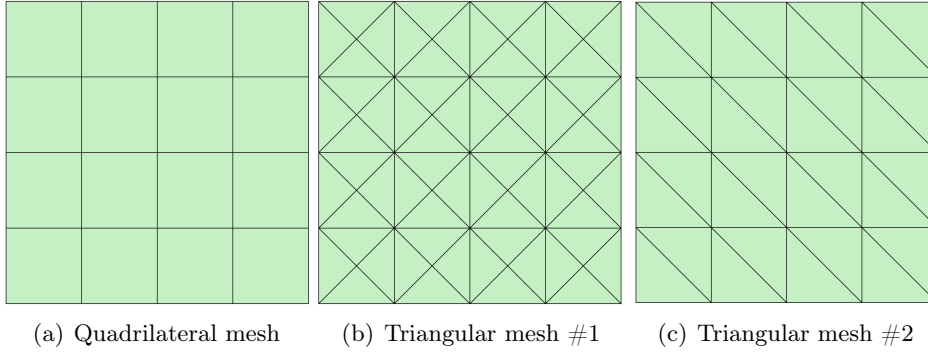 (a) Quadrilateral mesh
(b) Triangular mesh #1
(c) Triangular mesh #2